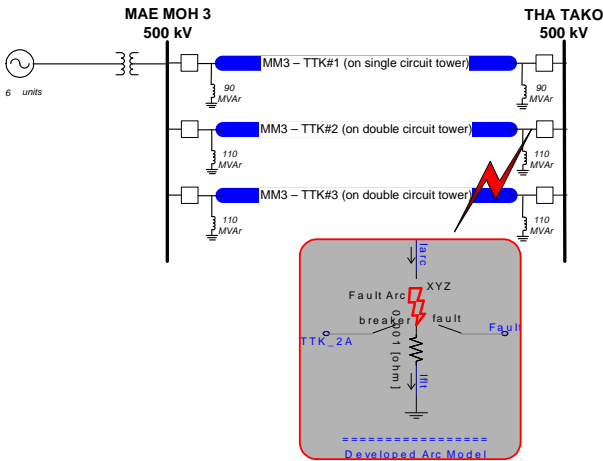 MAE MOH 3
500 kV
THA TAKO
500 kV
6 units
MM3 – TTK#1 (on single circuit tower)
90
MVAr
90
MVAr
MM3 – TTK#2 (on double circuit tower)
110
MVAr
110
MVAr
MM3 – TTK#3 (on double circuit tower)
110
MVAr
110
MVAr
Iarc
XYZ
Fault Arc
breaker
fault
0.001 [ohm]
TTK_2A
Fault
Iflt
=================
Developed Arc Model